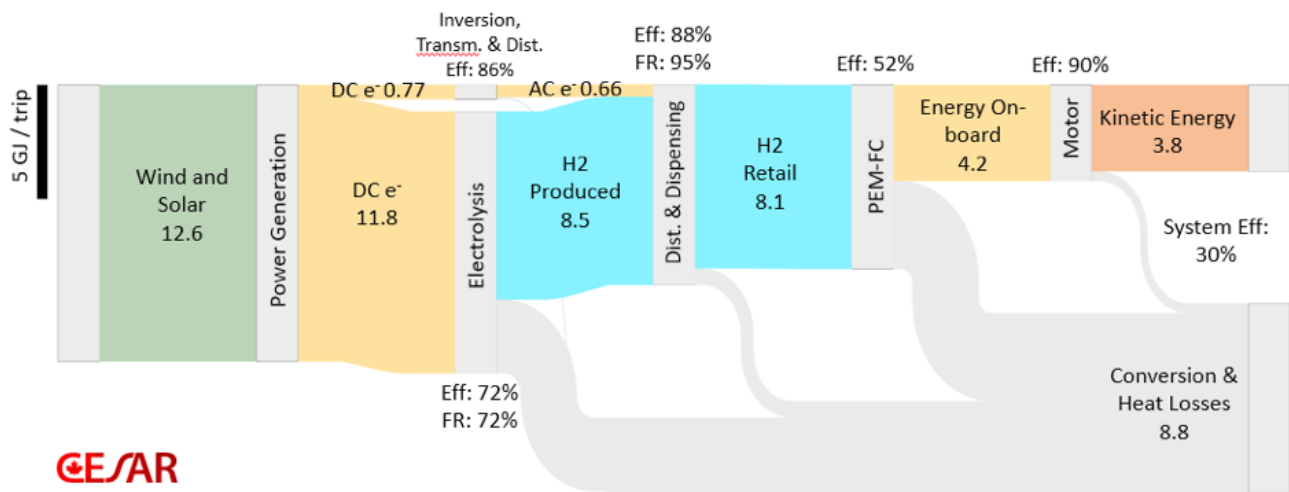 Inversion,
Transm. & Dist.
Eff: 86%
Eff: 88%
FR: 95%
Eff: 52%
Eff: 90%
5 GJ / trip
Wind and
Solar
12.6
Power Generation
DC e⁻ 0.77
DC e⁻
11.8
Electrolysis
Eff: 72%
FR: 72%
AC e⁻ 0.66
H2
Produced
8.5
Dist. & Dispensing
H2
Retail
8.1
PEM-FC
Energy On-
board
4.2
Motor
Kinetic Energy
3.8
System Eff:
30%
Conversion &
Heat Losses
8.8
CESAR